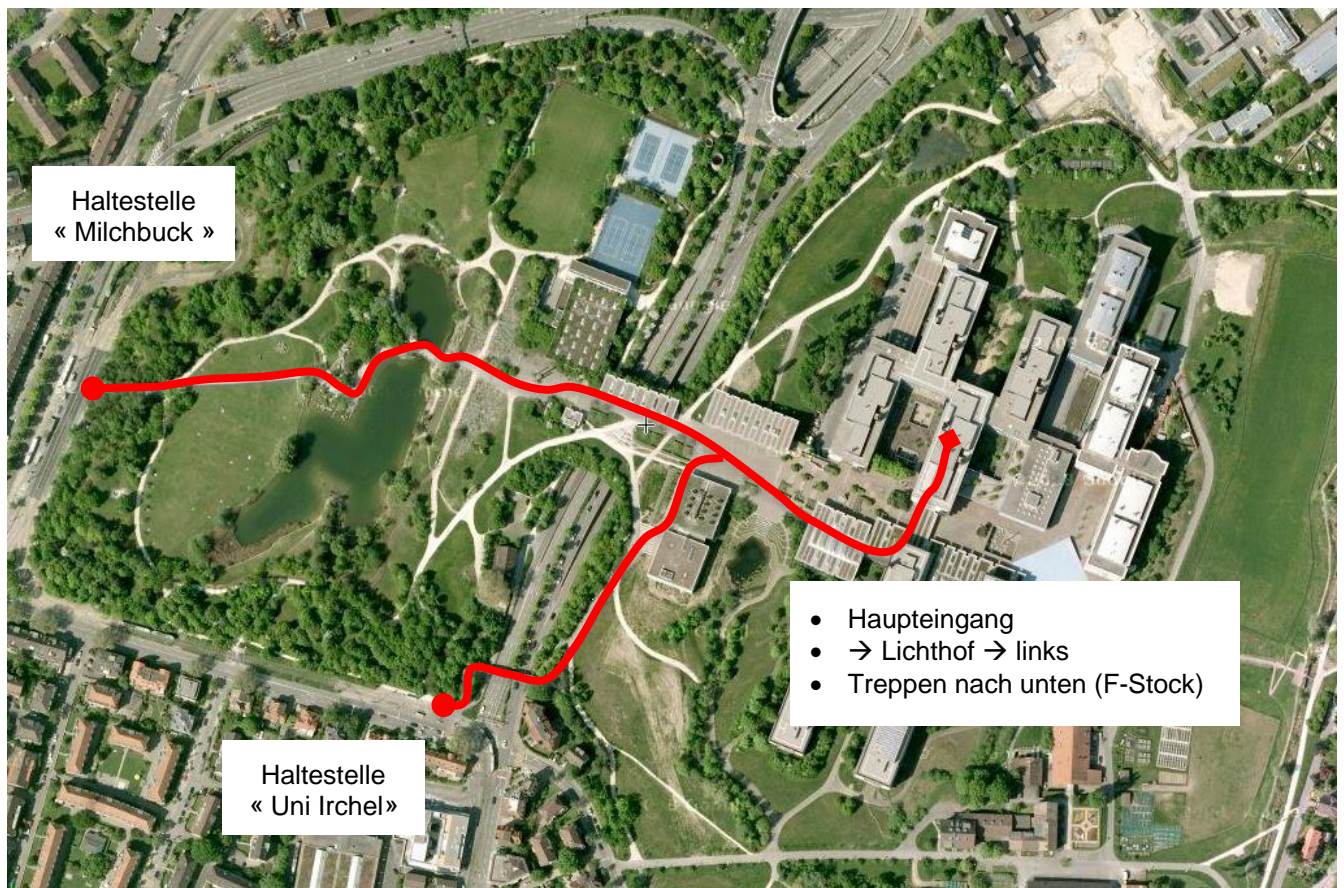 Haltestelle
« Milchbuck »
• Haupteingang
• → Lichthof → links
• Treppen nach unten (F-Stock)
Haltestelle
« Uni Irchel»